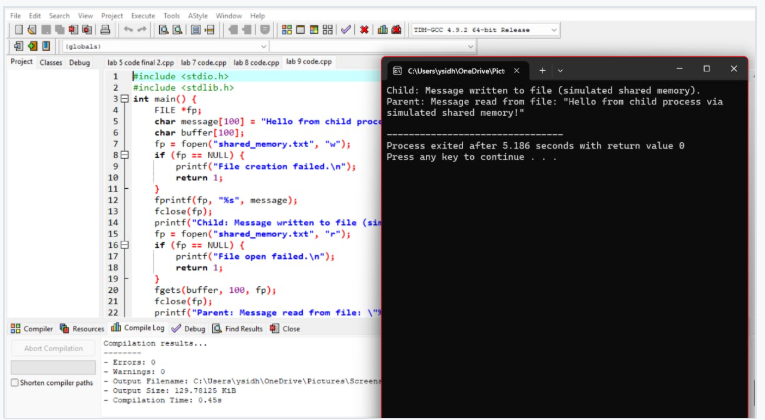 File Edit Search View Project Execute Tools AStyle Window Help
TDM-GCC 4.9.2 64-bit Release
(globals)
Project Classes Debug
lab 5 code final 2.cpp lab 7 code.cpp lab 8 code.cpp lab 9 code.cpp
1 #include <stdio.h>
2 #include <stdlib.h>
3 int main() {
4 FILE *fp;
5 char message[100] = "Hello from child proce
6 char buffer[100];
7 fp = fopen("shared_memory.txt", "w");
8 if (fp == NULL) {
9 printf("File creation failed.\n");
10 return 1;
11 }
12 fprintf(fp, "%s", message);
13 fclose(fp);
14 printf("Child: Message written to file (sim
15 fp = fopen("shared_memory.txt", "r");
16 if (fp == NULL) {
17 printf("File open failed.\n");
18 return 1;
19 }
20 fgets(buffer, 100, fp);
21 fclose(fp);
22 printf("Parent: Message read from file: \"%
C:\Users\ysidh\OneDrive\Pict
Child: Message written to file (simulated shared memory).
Parent: Message read from file: "Hello from child process via
simulated shared memory!"
--------------------------------
Process exited after 5.186 seconds with return value 0
Press any key to continue . . .
Compiler Resources Compile Log Debug Find Results Close
Abort Compilation
Shorten compiler paths
Compilation results...
--------
- Errors: 0
- Warnings: 0
- Output Filename: C:\Users\ysidh\OneDrive\Pictures\Screens
- Output Size: 129.78125 KiB
- Compilation Time: 0.45s